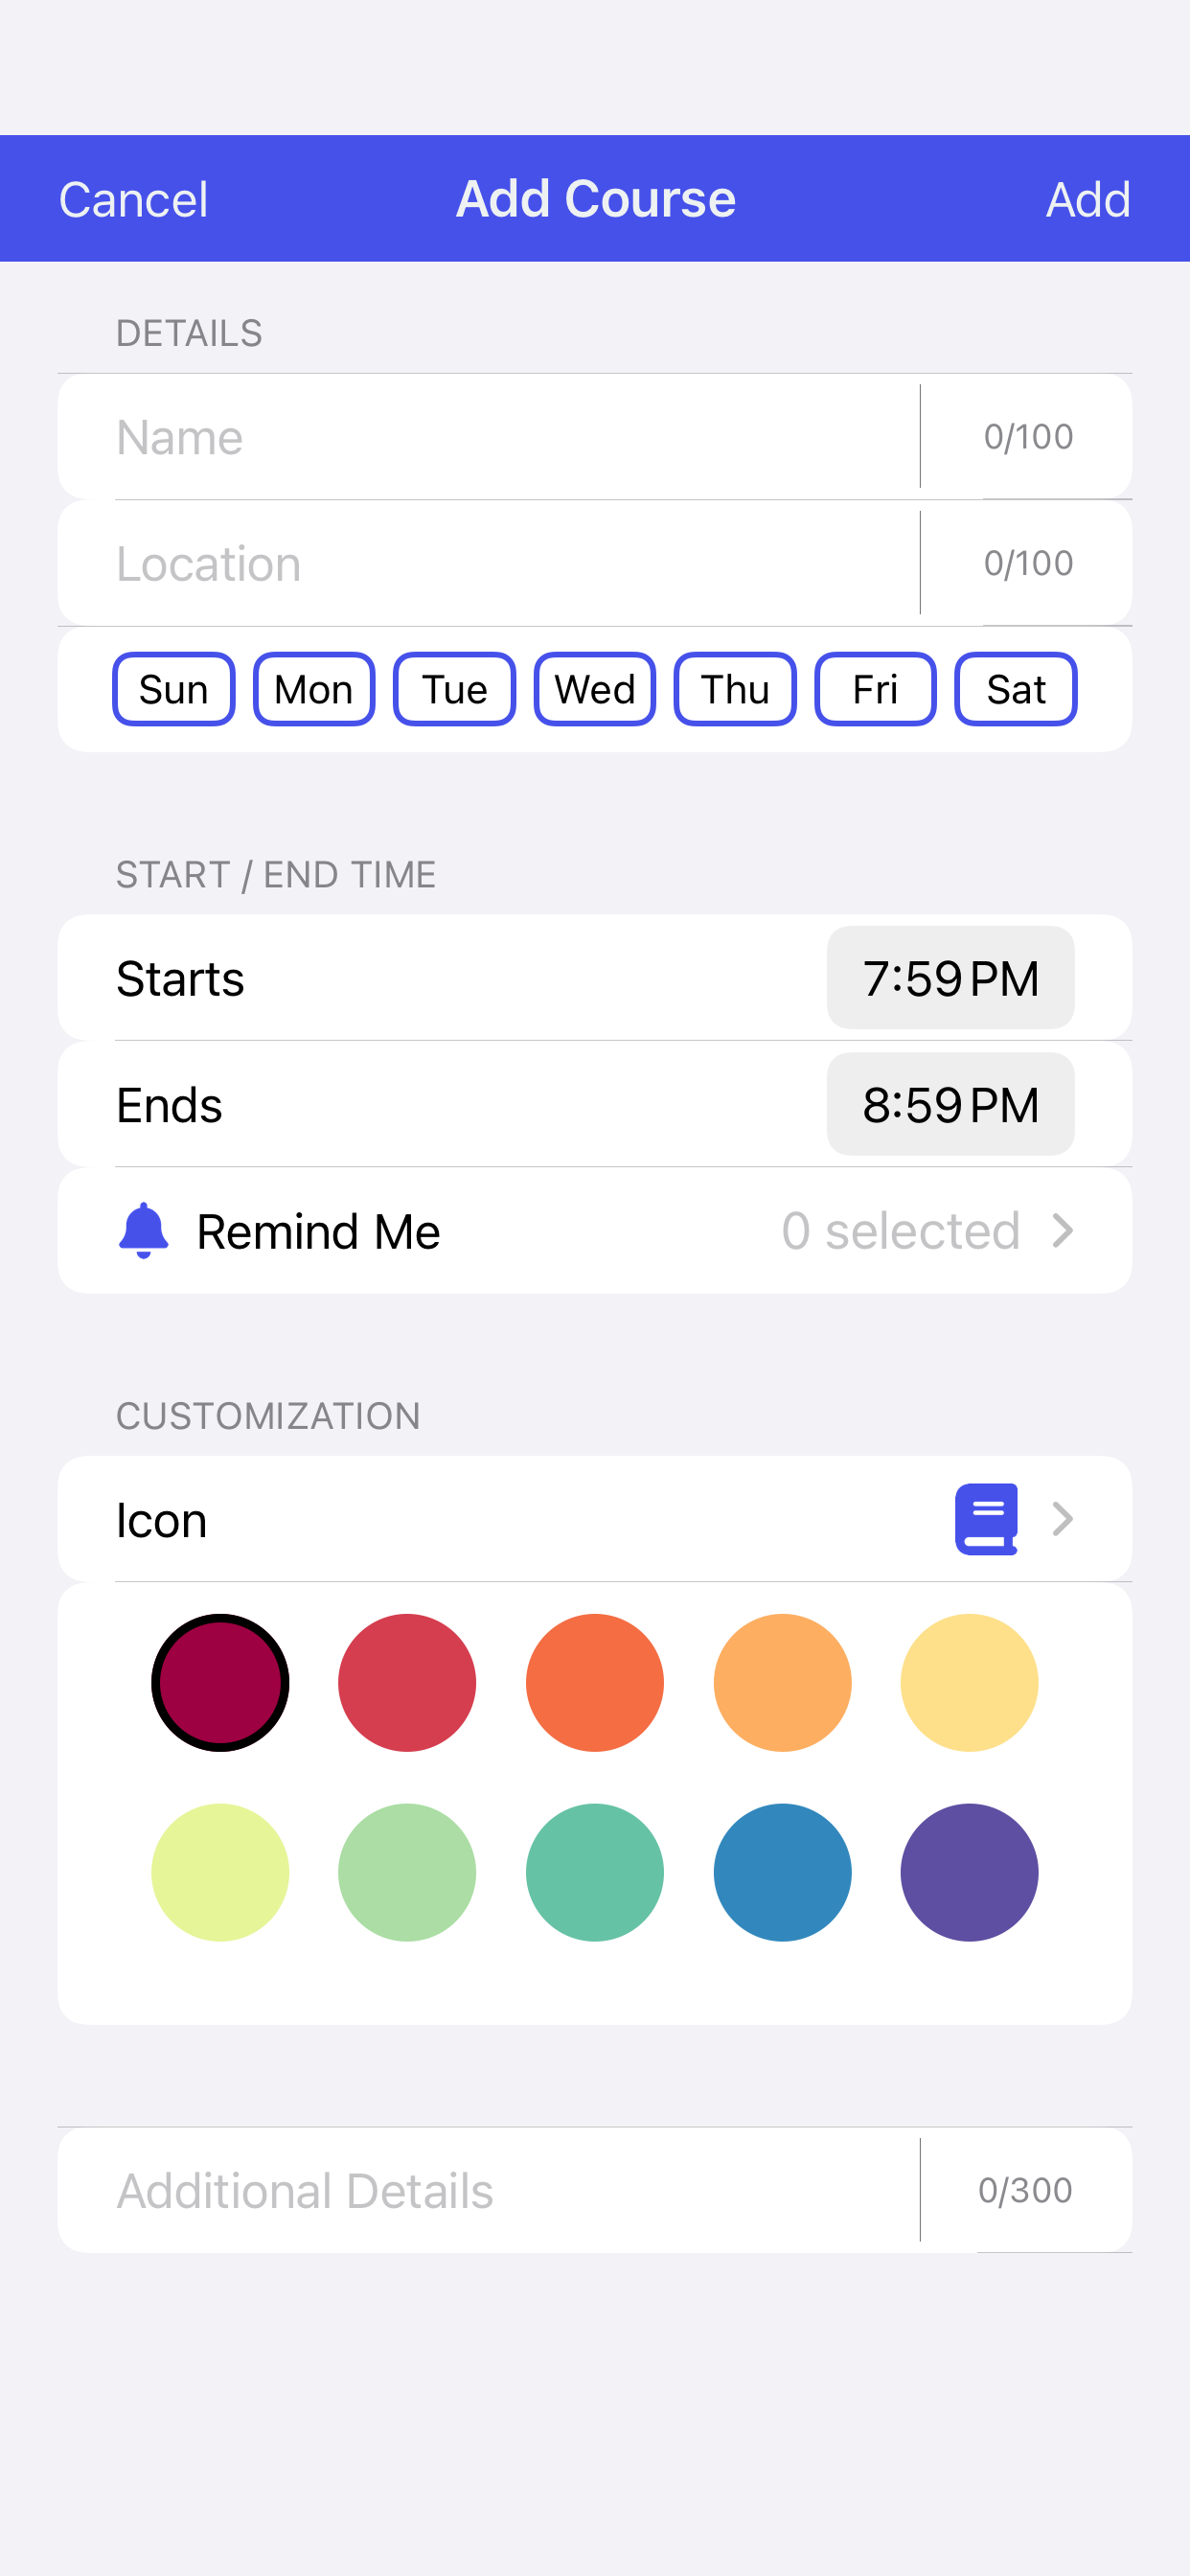 Cancel Add Course Add
DETAILS
Name 0/100
Location 0/100
Sun Mon Tue Wed Thu Fri Sat
START / END TIME
Starts 7:59 PM
Ends 8:59 PM
Remind Me 0 selected
CUSTOMIZATION
Icon
Additional Details 0/300